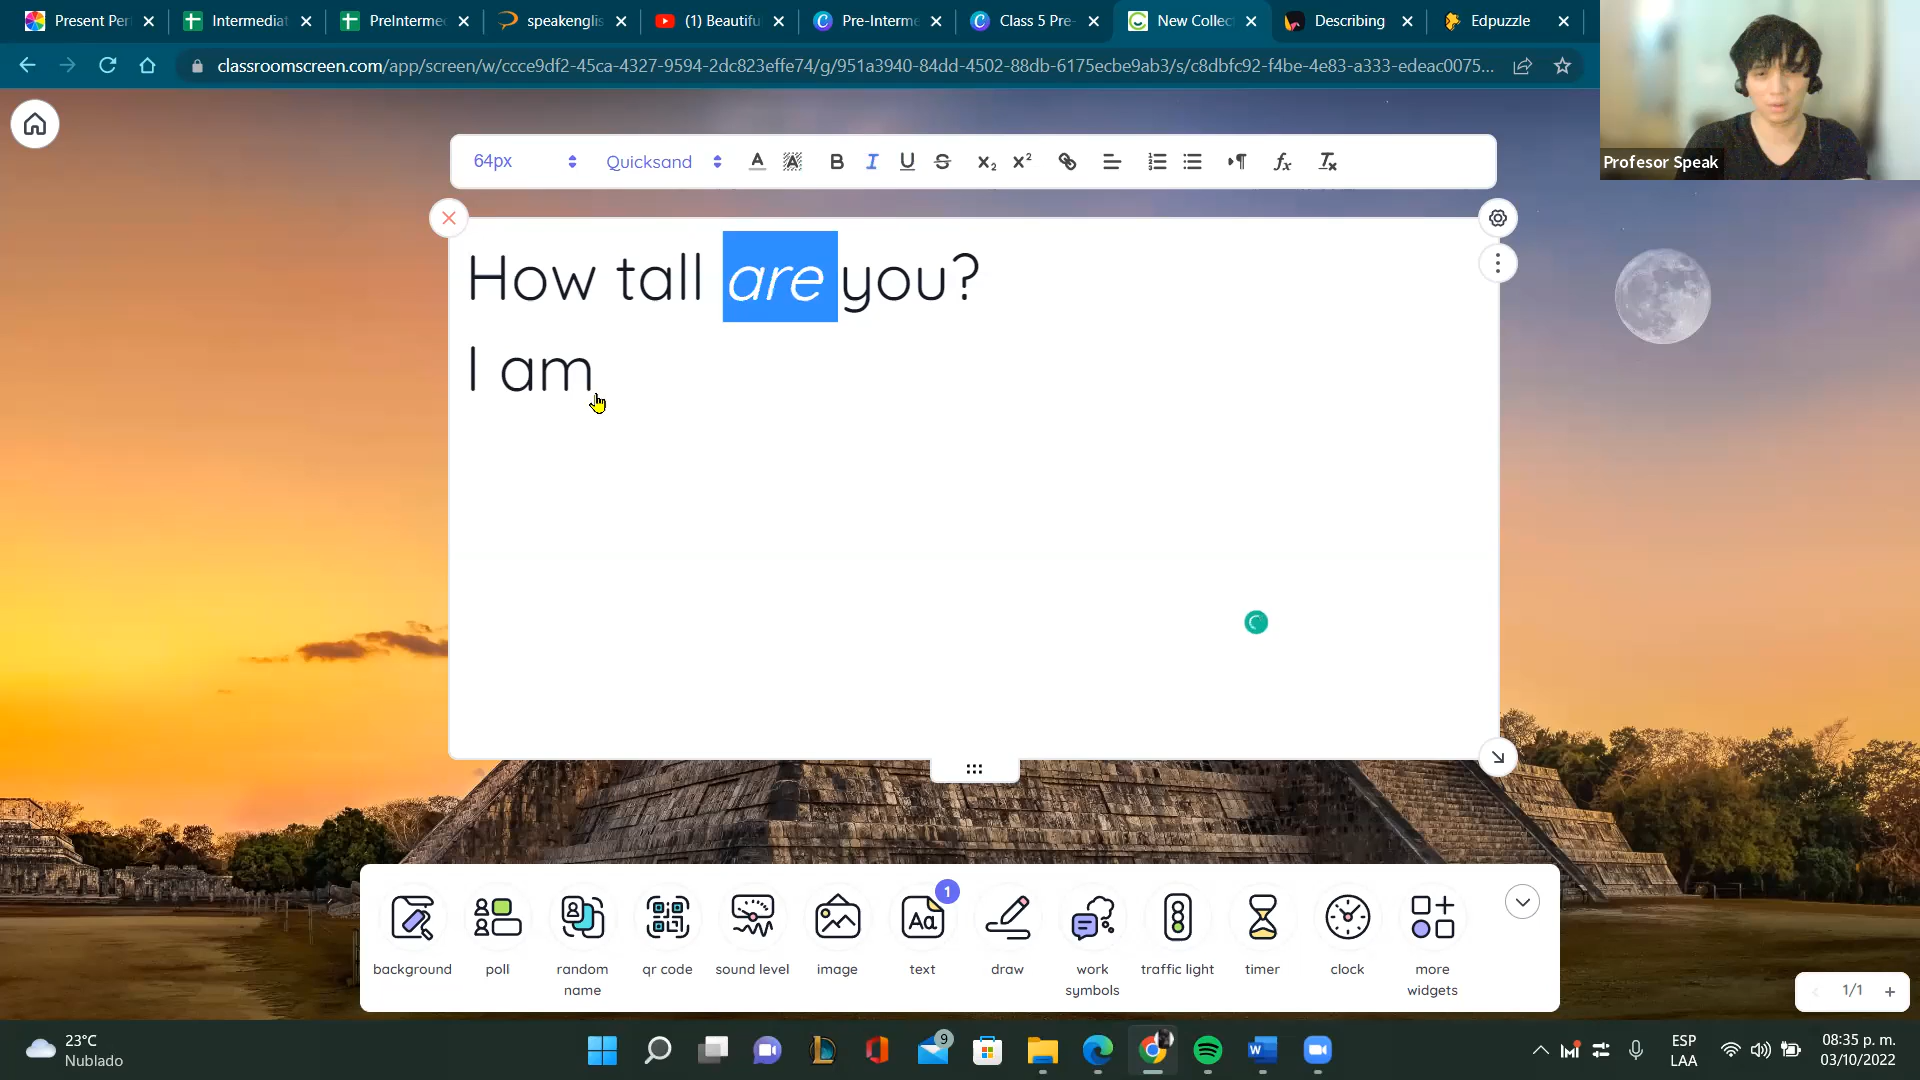 Present Per
Intermediat
PreInterme
speakenglis
(1) Beautifu
Pre-Interme
Class 5 Pre-
New Collec
Describing
Edpuzzle
classroomscreen.com/app/screen/w/ccce9df2-45ca-4327-9594-2dc823effe74/g/951a3940-84dd-4502-88db-6175ecbe9ab3/s/c8dbfc92-f4be-4e83-a333-edeac0075...
Profesor Speak
64px Quicksand
How tall are you?
I am
1
background
poll
random name
qr code
sound level
image
text
draw
work symbols
traffic light
timer
clock
more widgets
1/1
23°C
Nublado
9
ESP
LAA
08:35 p. m.
03/10/2022